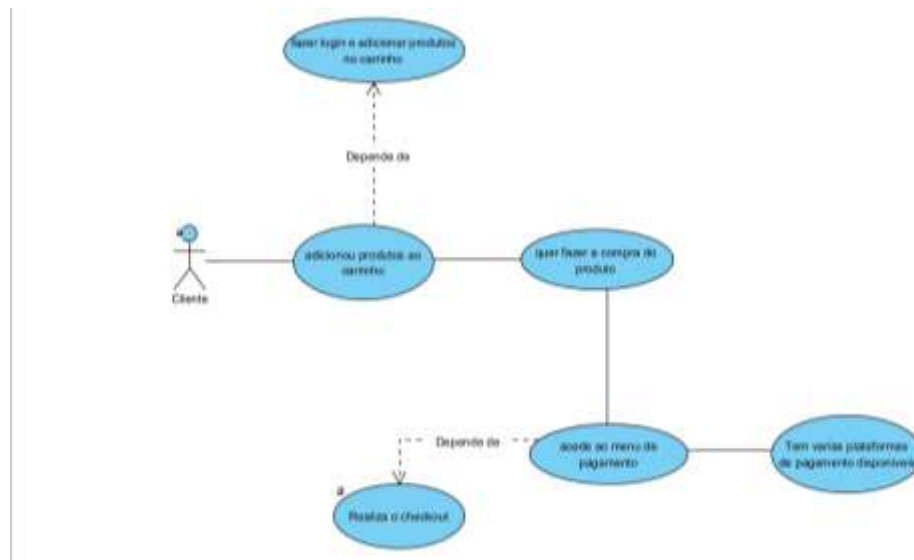 fazer login e adicionar produtos
no carrinho
Depende de
adicionou produtos ao
carrinho
quer fazer a compra do
produto
Cliente
Depende de
acede ao menu de
pagamento
Tem varias plataformas
de pagamento disponiveis
a
Realiza o checkout